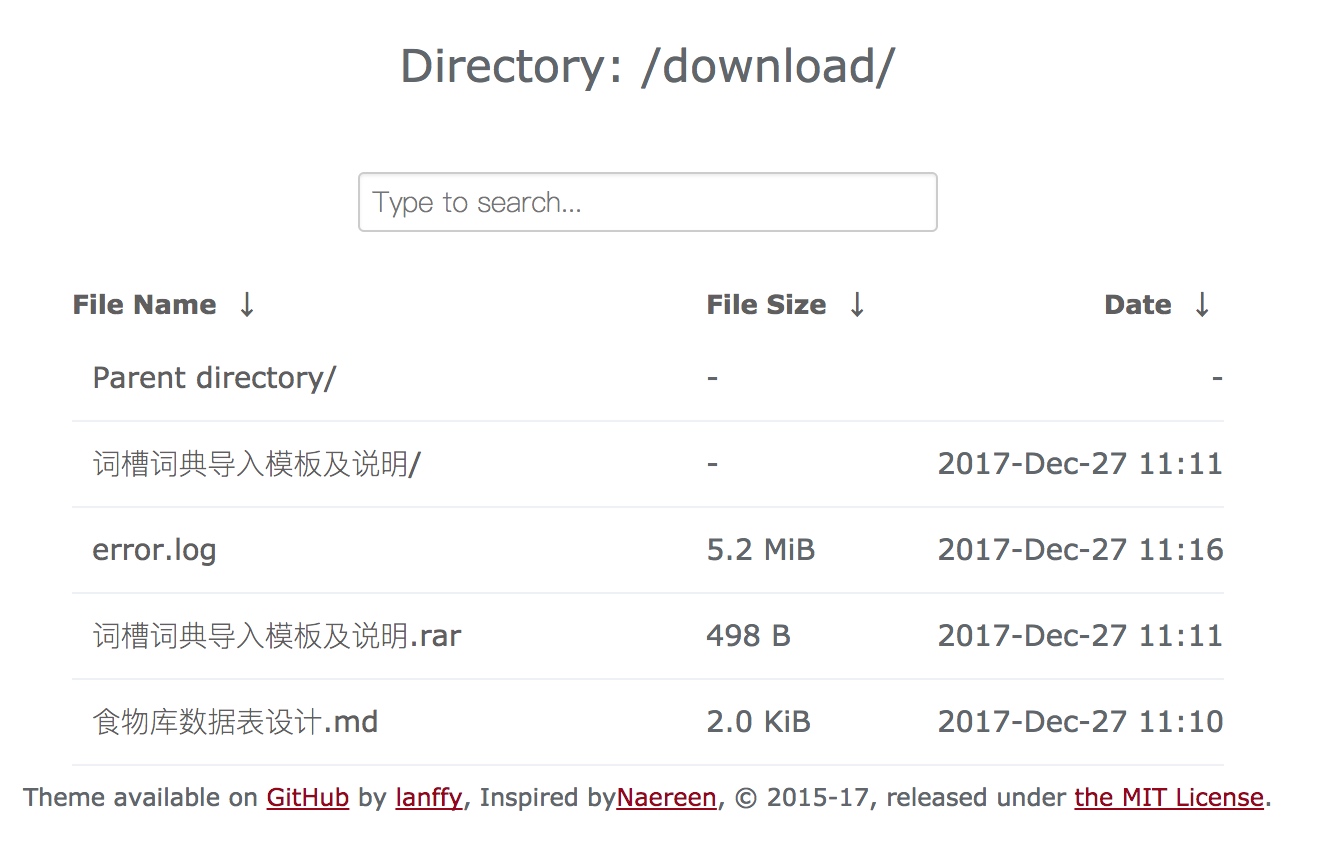 Directory: /download/
Type to search...
File Name ↓ File Size ↓ Date ↓
Parent directory/ - -
词槽词典导入模板及说明/ - 2017-Dec-27 11:11
error.log 5.2 MiB 2017-Dec-27 11:16
词槽词典导入模板及说明.rar 498 B 2017-Dec-27 11:11
食物库数据表设计.md 2.0 KiB 2017-Dec-27 11:10
Theme available on GitHub by lanffy, Inspired byNaereen, © 2015-17, released under the MIT License.